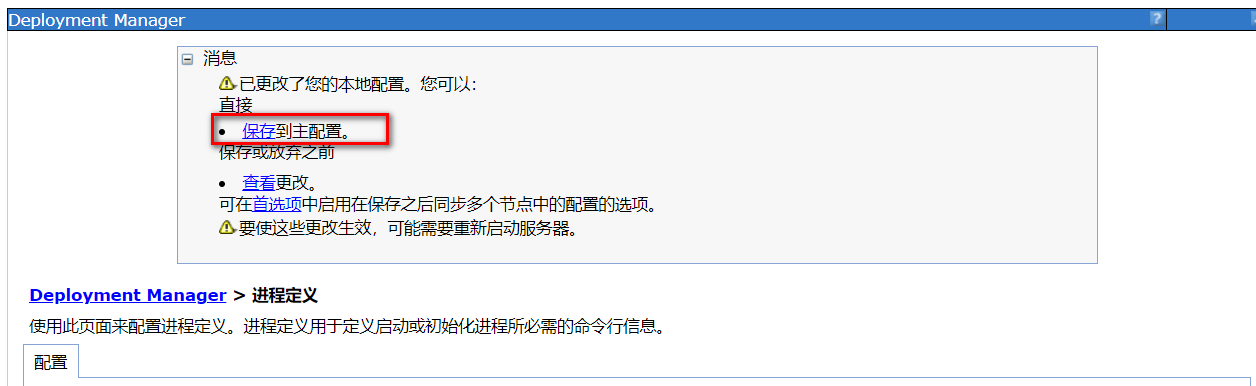 Deployment Manager
?
消息
已更改了您的本地配置。您可以：
直接
保存到主配置。
保存或放弃之前
查看更改。
可在首选项中启用在保存之后同步多个节点中的配置的选项。
要使这些更改生效，可能需要重新启动服务器。
Deployment Manager > 进程定义
使用此页面来配置进程定义。进程定义用于定义启动或初始化进程所必需的命令行信息。
配置